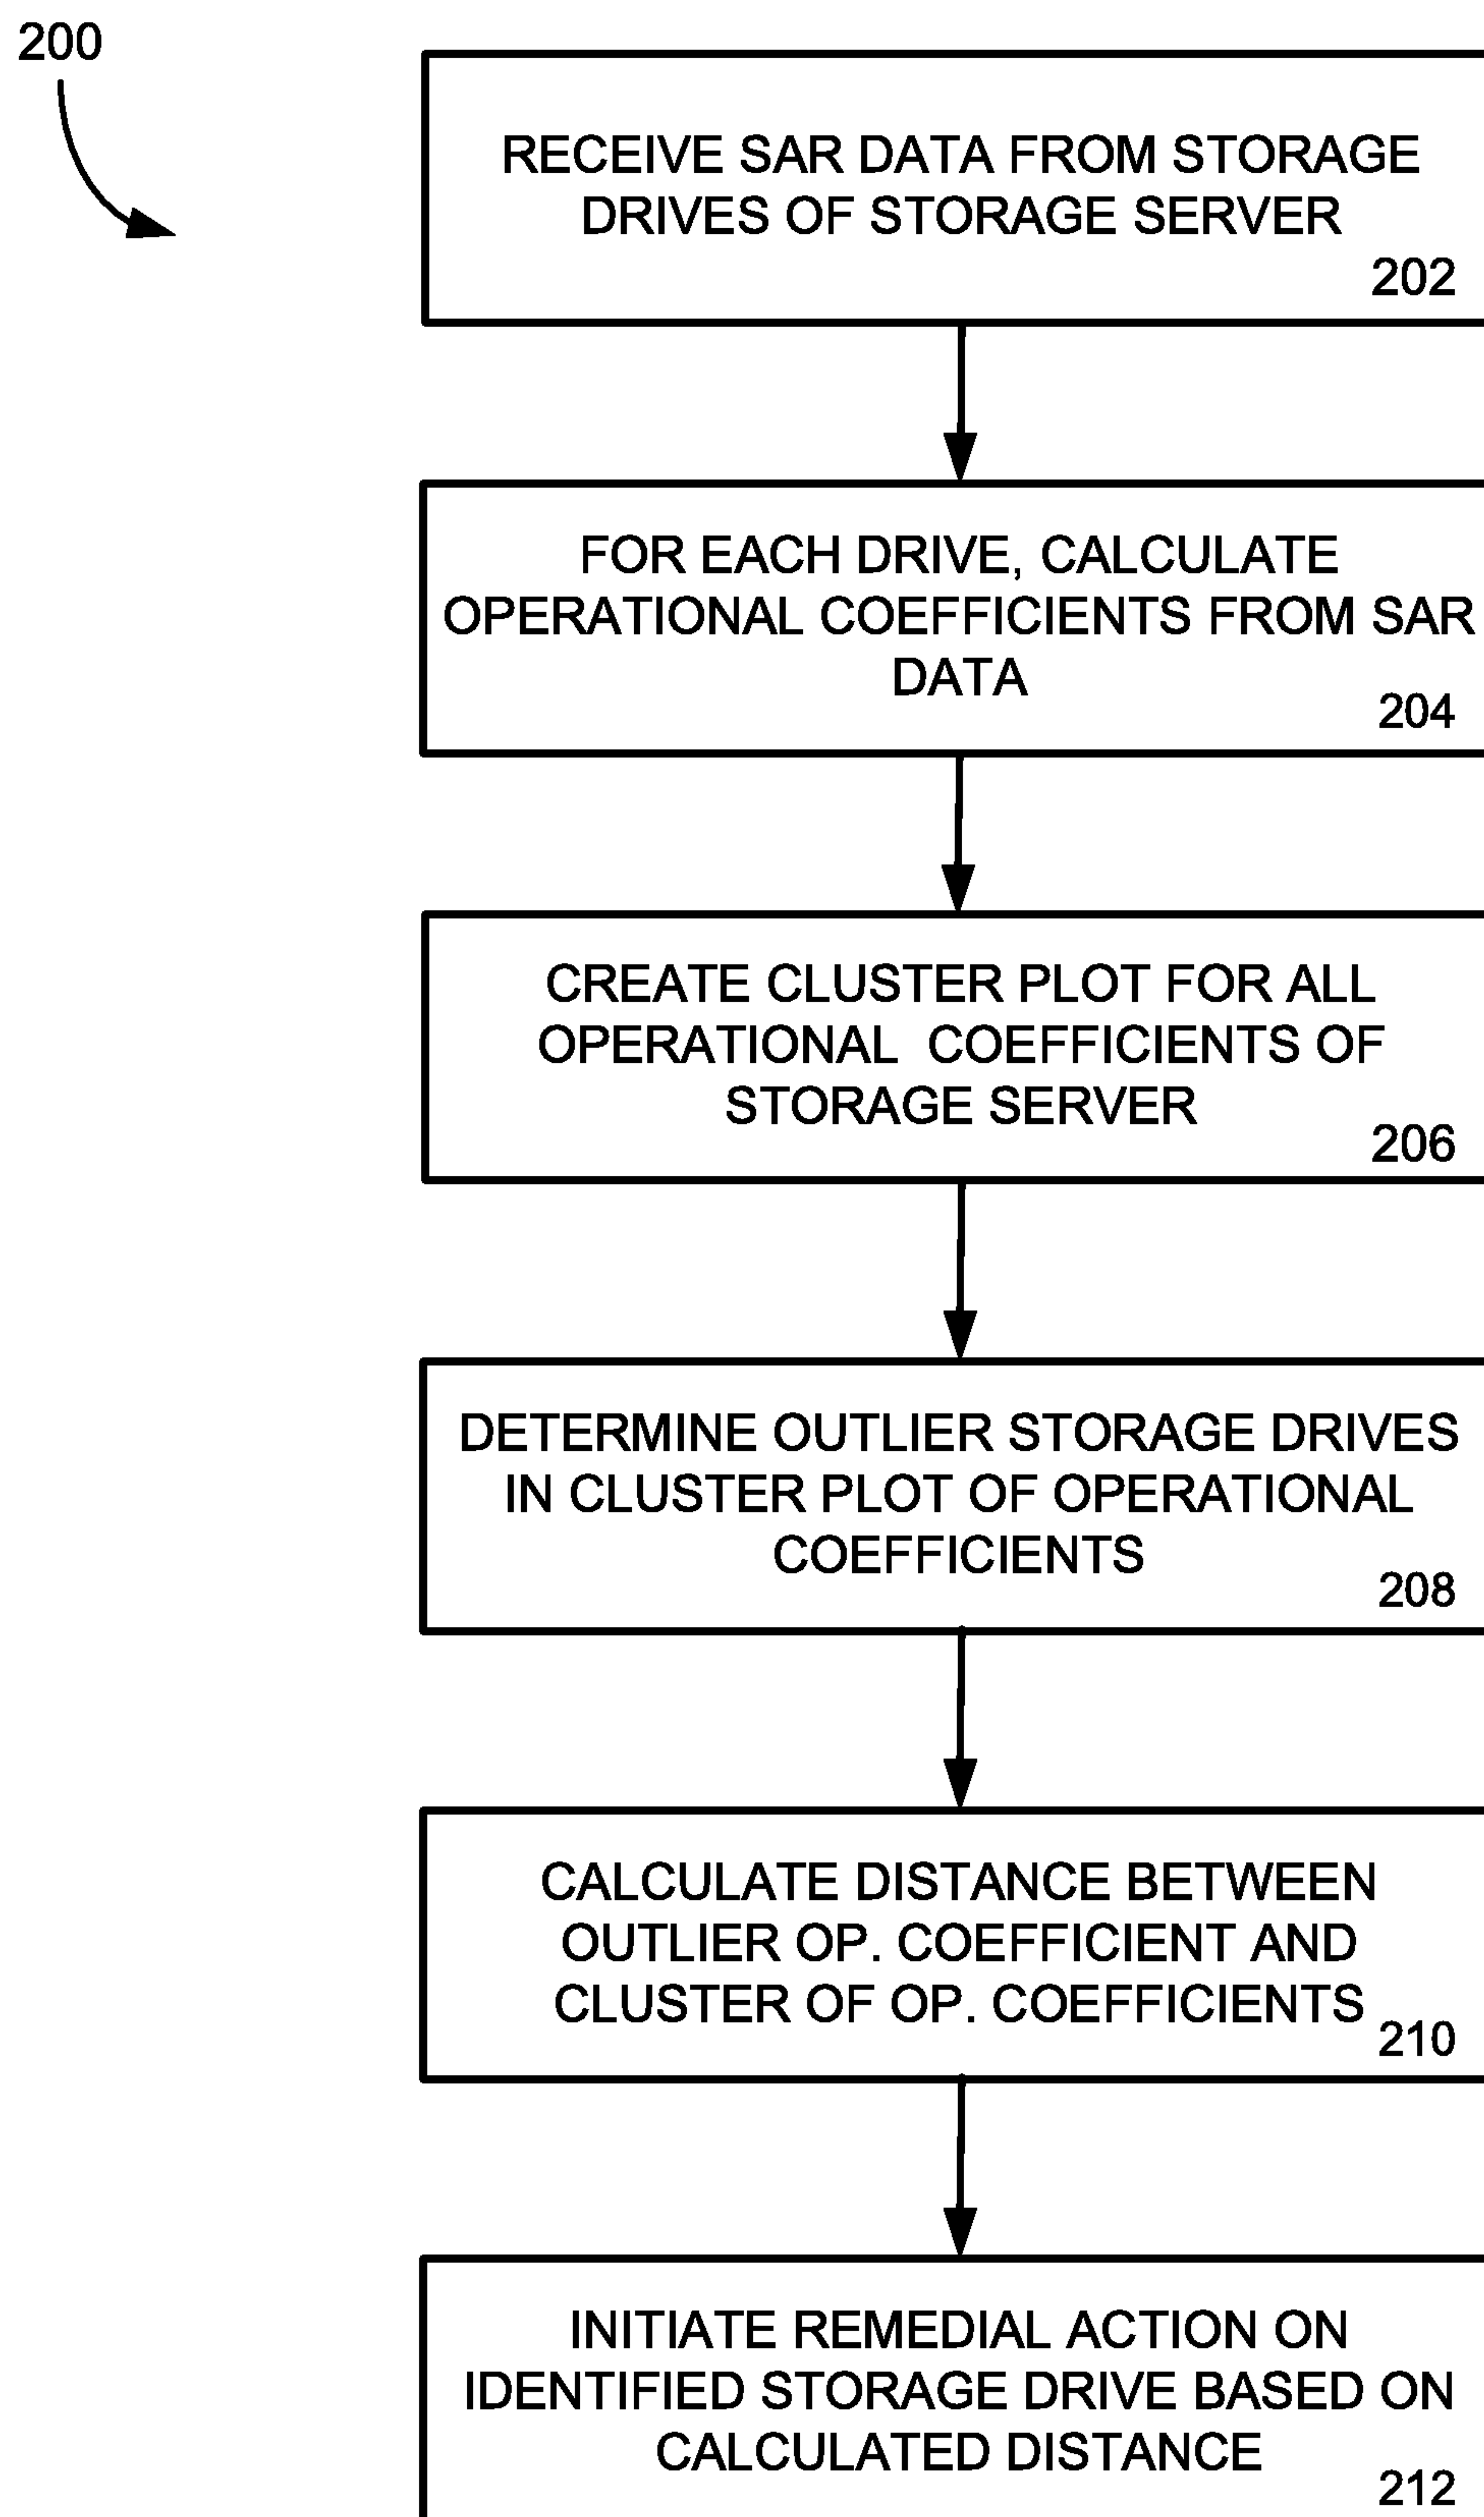 200
RECEIVE SAR DATA FROM STORAGE
DRIVES OF STORAGE SERVER
202
FOR EACH DRIVE, CALCULATE
OPERATIONAL COEFFICIENTS FROM SAR
DATA
204
CREATE CLUSTER PLOT FOR ALL
OPERATIONAL COEFFICIENTS OF
STORAGE SERVER
206
DETERMINE OUTLIER STORAGE DRIVES
IN CLUSTER PLOT OF OPERATIONAL
COEFFICIENTS
208
CALCULATE DISTANCE BETWEEN
OUTLIER OP. COEFFICIENT AND
CLUSTER OF OP. COEFFICIENTS
210
INITIATE REMEDIAL ACTION ON
IDENTIFIED STORAGE DRIVE BASED ON
CALCULATED DISTANCE
212